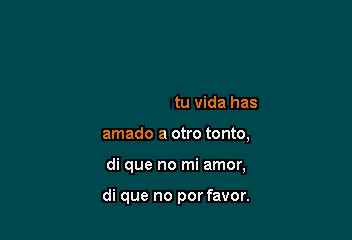 tu vida has
amado a otro tonto,
di que no mi amor,
di que no por favor.